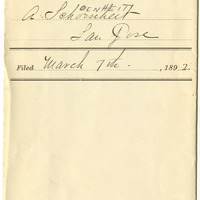 OENHEIT
A. Schoenheit
San Jose
Filed March 7th. , 1892.